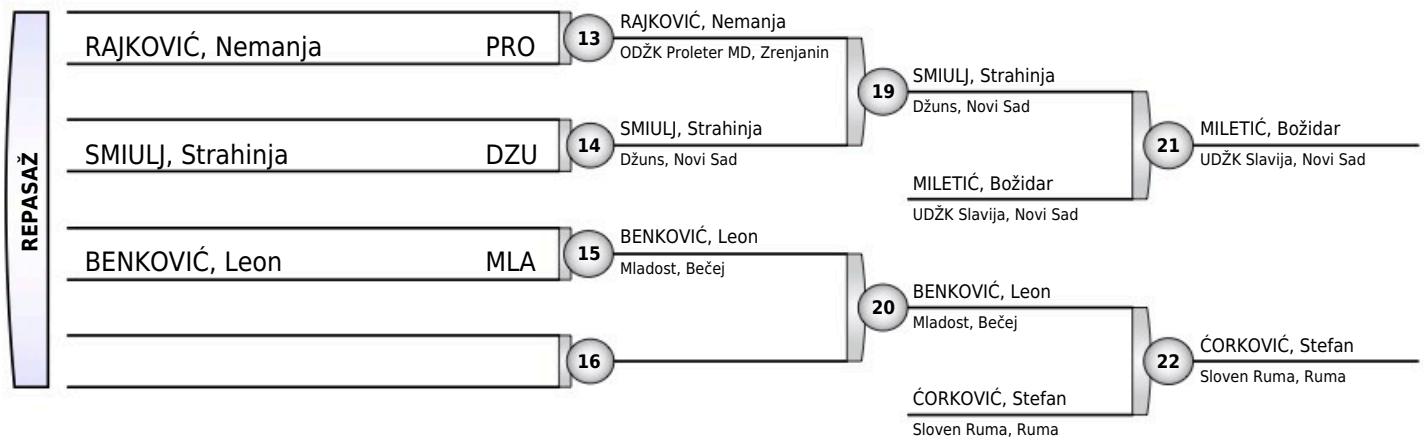 REPASAŽ
RAJKOVIĆ, Nemanja PRO
13
RAJKOVIĆ, Nemanja
ODŽK Proleter MD, Zrenjanin
SMIULJ, Strahinja DZU
14
SMIULJ, Strahinja
Džuns, Novi Sad
19
SMIULJ, Strahinja
Džuns, Novi Sad
MILETIĆ, Božidar
UDŽK Slavija, Novi Sad
21
MILETIĆ, Božidar
UDŽK Slavija, Novi Sad
BENKOVIĆ, Leon MLA
15
BENKOVIĆ, Leon
Mladost, Bečej
16
20
BENKOVIĆ, Leon
Mladost, Bečej
ĆORKOVIĆ, Stefan
Sloven Ruma, Ruma
22
ĆORKOVIĆ, Stefan
Sloven Ruma, Ruma